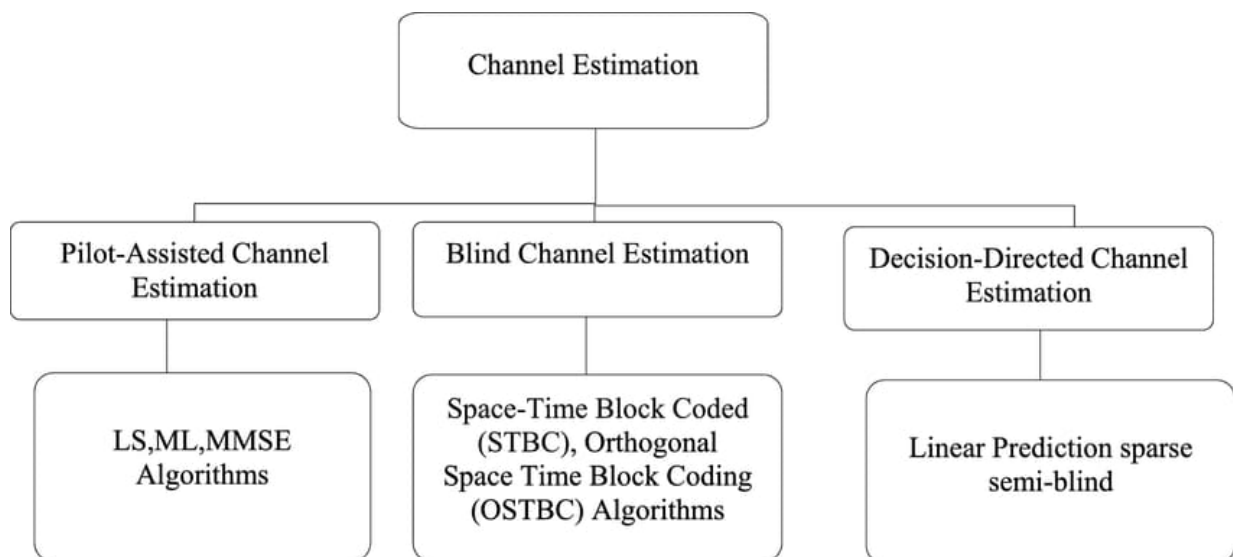 Channel Estimation
Pilot-Assisted Channel
Estimation
Blind Channel Estimation
Decision-Directed Channel
Estimation
LS,ML,MMSE
Algorithms
Space-Time Block Coded
(STBC), Orthogonal
Space Time Block Coding
(OSTBC) Algorithms
Linear Prediction sparse
semi-blind